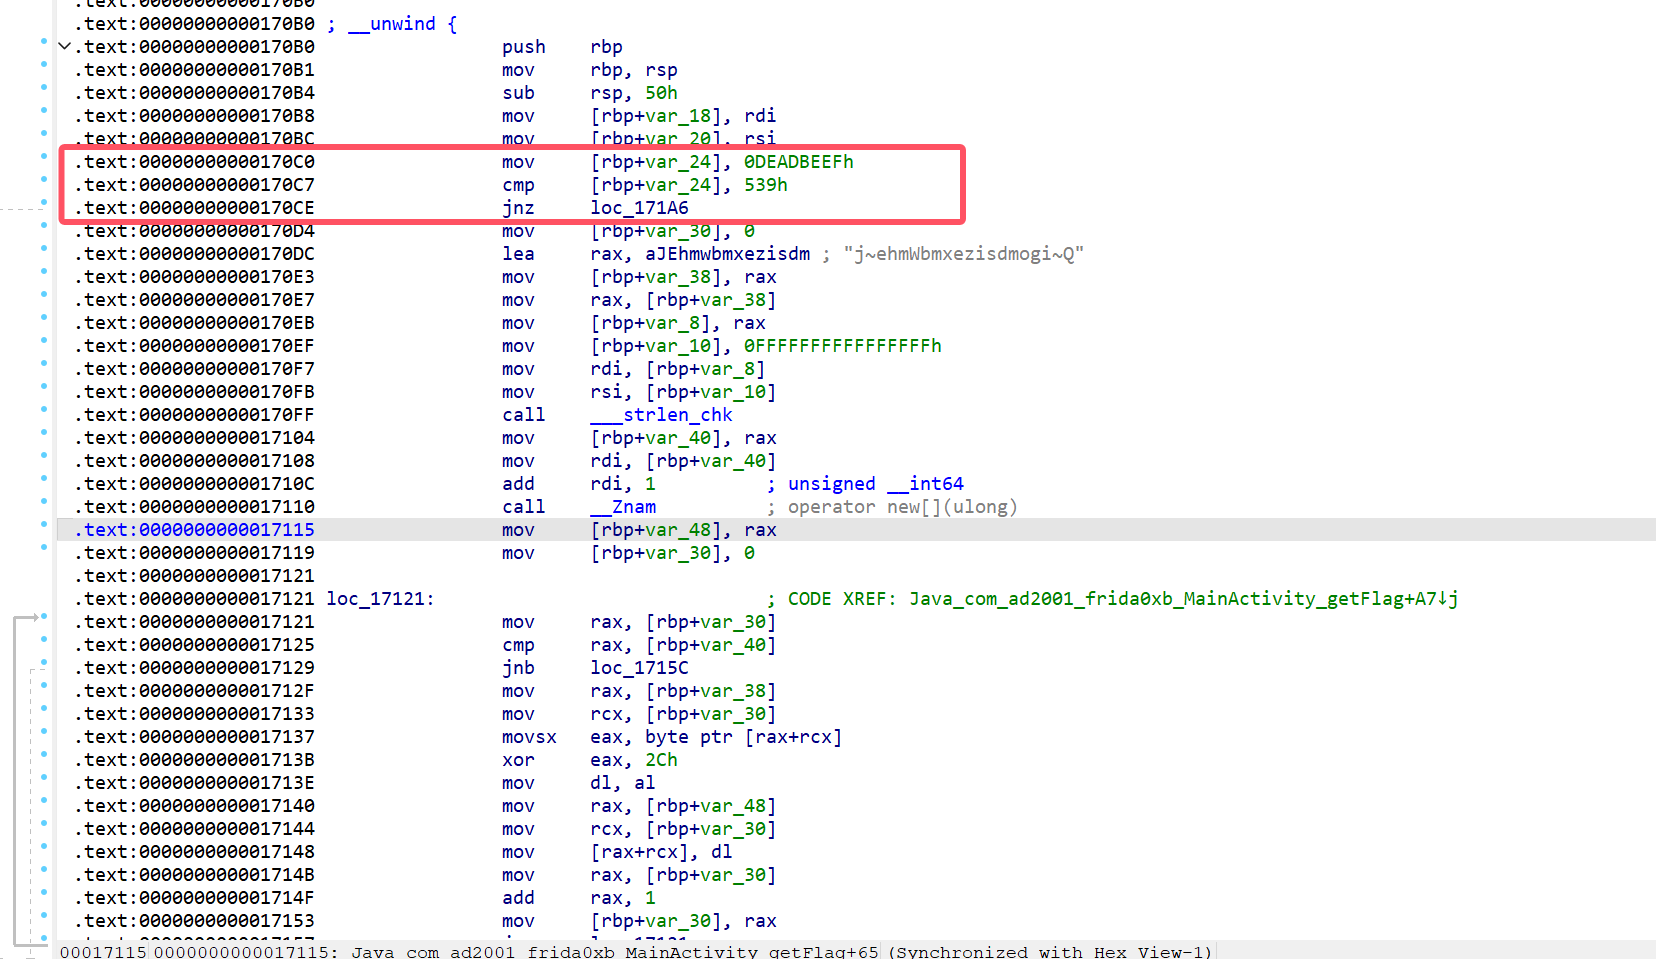 .text:00000000000170B0
.text:00000000000170B0 ; __unwind {
.text:00000000000170B0 push rbp
.text:00000000000170B1 mov rbp, rsp
.text:00000000000170B4 sub rsp, 50h
.text:00000000000170B8 mov [rbp+var_18], rdi
.text:00000000000170BC mov [rbp+var_20], rsi
.text:00000000000170C0 mov [rbp+var_24], 0DEADBEEFh
.text:00000000000170C7 cmp [rbp+var_24], 539h
.text:00000000000170CE jnz loc_171A6
.text:00000000000170D4 mov [rbp+var_30], 0
.text:00000000000170DC lea rax, aJEhmwbmxezisdm ; "j~ehmWbmxezisdmogi~Q"
.text:00000000000170E3 mov [rbp+var_38], rax
.text:00000000000170E7 mov rax, [rbp+var_38]
.text:00000000000170EB mov [rbp+var_8], rax
.text:00000000000170EF mov [rbp+var_10], 0FFFFFFFFFFFFFFFFh
.text:00000000000170F7 mov rdi, [rbp+var_8]
.text:00000000000170FB mov rsi, [rbp+var_10]
.text:00000000000170FF call ___strlen_chk
.text:0000000000017104 mov [rbp+var_40], rax
.text:0000000000017108 mov rdi, [rbp+var_40]
.text:000000000001710C add rdi, 1 ; unsigned __int64
.text:0000000000017110 call __Znam ; operator new[](ulong)
.text:0000000000017115 mov [rbp+var_48], rax
.text:0000000000017119 mov [rbp+var_30], 0
.text:0000000000017121
.text:0000000000017121 loc_17121: ; CODE XREF: Java_com_ad2001_frida0xb_MainActivity_getFlag+A7↓j
.text:0000000000017121 mov rax, [rbp+var_30]
.text:0000000000017125 cmp rax, [rbp+var_40]
.text:0000000000017129 jnb loc_1715C
.text:000000000001712F mov rax, [rbp+var_38]
.text:0000000000017133 mov rcx, [rbp+var_30]
.text:0000000000017137 movsx eax, byte ptr [rax+rcx]
.text:000000000001713B xor eax, 2Ch
.text:000000000001713E mov dl, al
.text:0000000000017140 mov rax, [rbp+var_48]
.text:0000000000017144 mov rcx, [rbp+var_30]
.text:0000000000017148 mov [rax+rcx], dl
.text:000000000001714B mov rax, [rbp+var_30]
.text:000000000001714F add rax, 1
.text:0000000000017153 mov [rbp+var_30], rax
00017115 0000000000017115: Java_com_ad2001_frida0xb_MainActivity_getFlag+65 (Synchronized with Hex View-1)